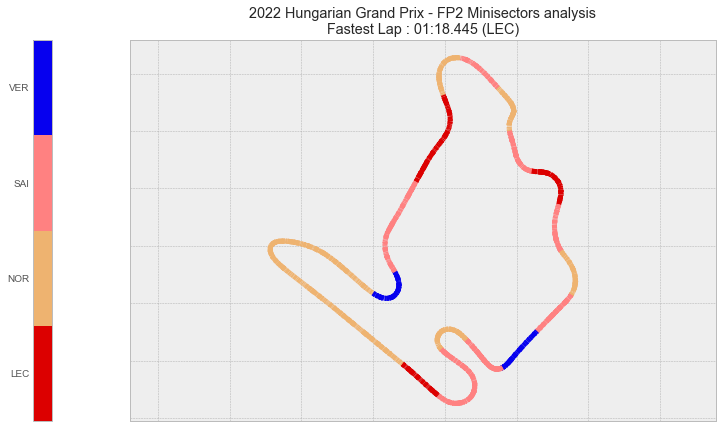 2022 Hungarian Grand Prix - FP2 Minisectors analysis
Fastest Lap : 01:18.445 (LEC)
VER
SAI
NOR
LEC